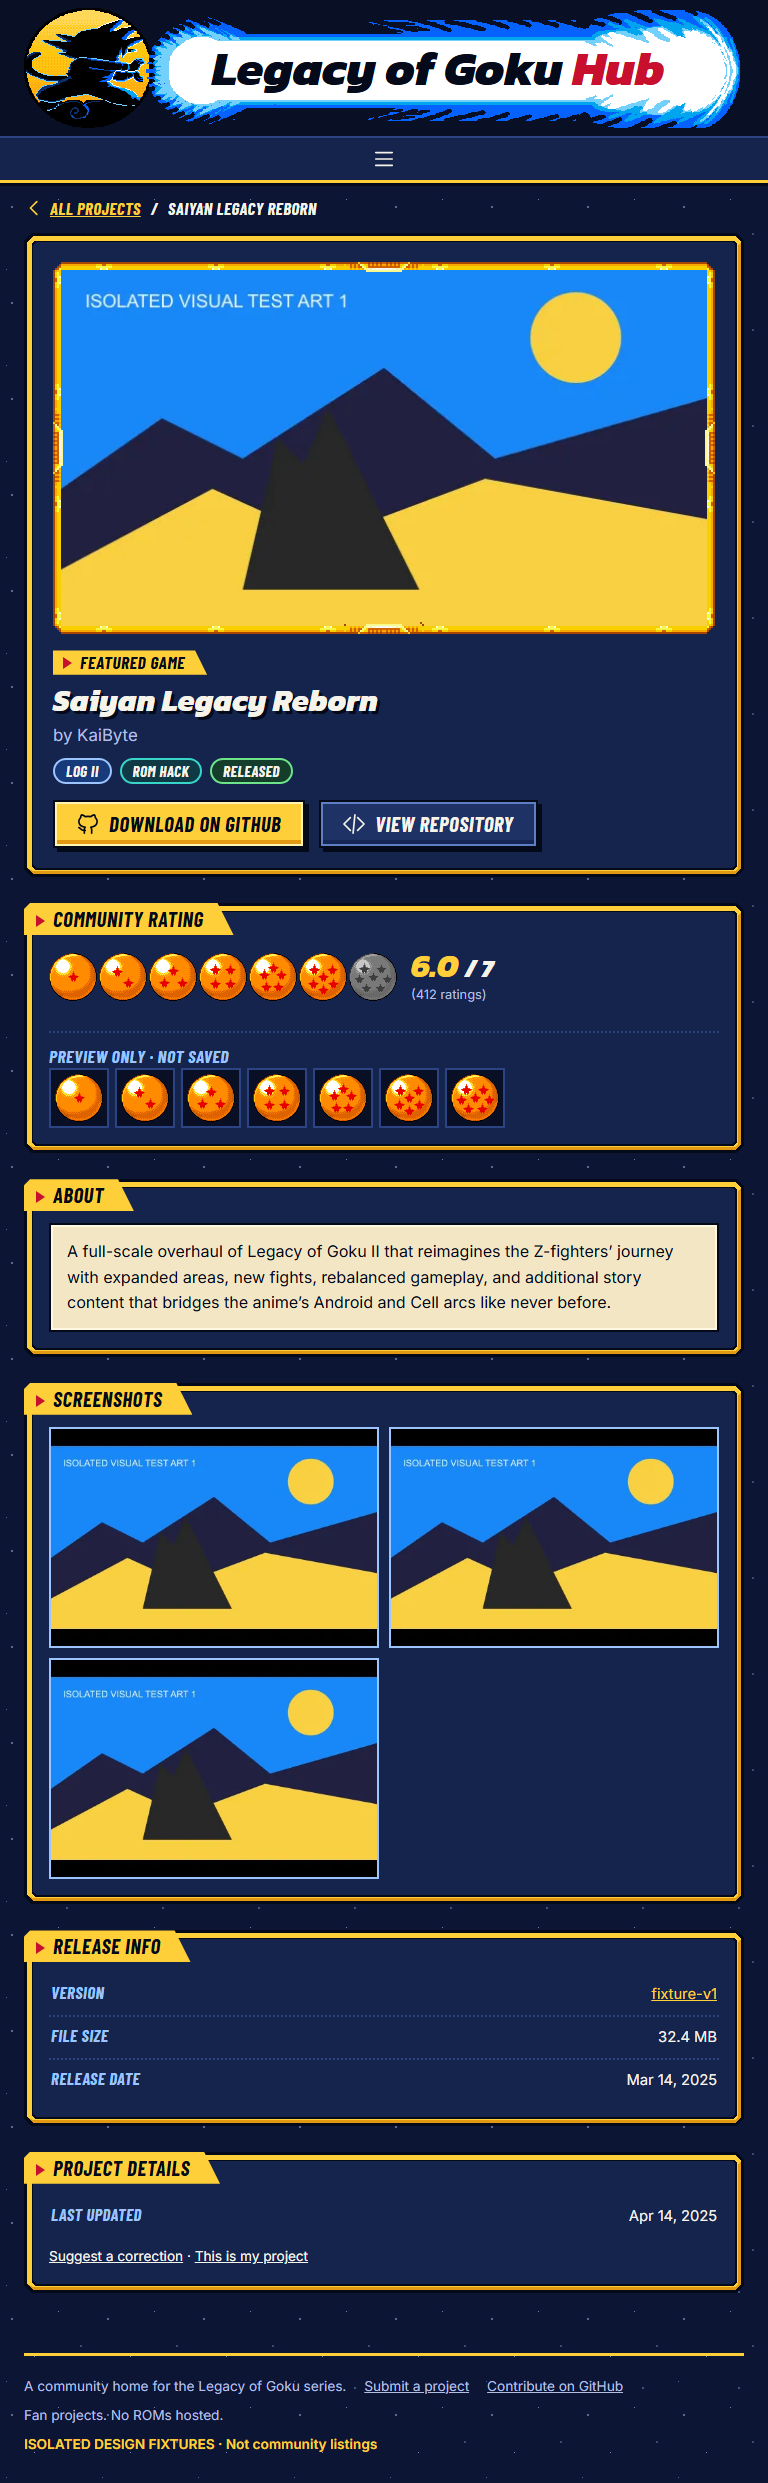 Legacy of Goku Hub
ALL PROJECTS / SAIYAN LEGACY REBORN
ISOLATED VISUAL TEST ART 1
FEATURED GAME
Saiyan Legacy Reborn
by KaiByte
LOG II ROM HACK RELEASED
DOWNLOAD ON GITHUB VIEW REPOSITORY
COMMUNITY RATING
6.0 / 7
(412 ratings)
PREVIEW ONLY · NOT SAVED
ABOUT
A full-scale overhaul of Legacy of Goku II that reimagines the Z-fighters’ journey
with expanded areas, new fights, rebalanced gameplay, and additional story
content that bridges the anime’s Android and Cell arcs like never before.
SCREENSHOTS
ISOLATED VISUAL TEST ART 1
ISOLATED VISUAL TEST ART 1
ISOLATED VISUAL TEST ART 1
RELEASE INFO
VERSION fixture-v1
FILE SIZE 32.4 MB
RELEASE DATE Mar 14, 2025
PROJECT DETAILS
LAST UPDATED Apr 14, 2025
Suggest a correction · This is my project
A community home for the Legacy of Goku series. Submit a project Contribute on GitHub
Fan projects. No ROMs hosted.
ISOLATED DESIGN FIXTURES · Not community listings